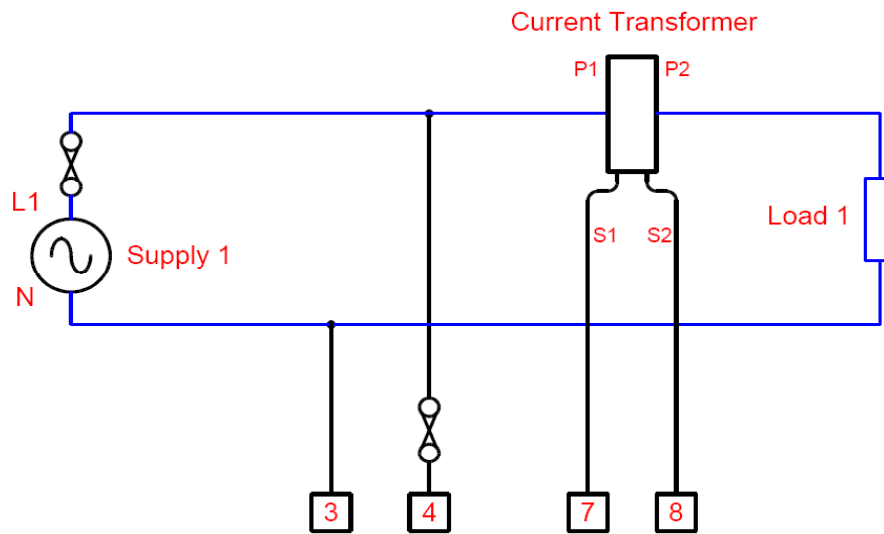 Current Transformer
P1 P2
L1
Supply 1
N
S1 S2
Load 1
3 4 7 8